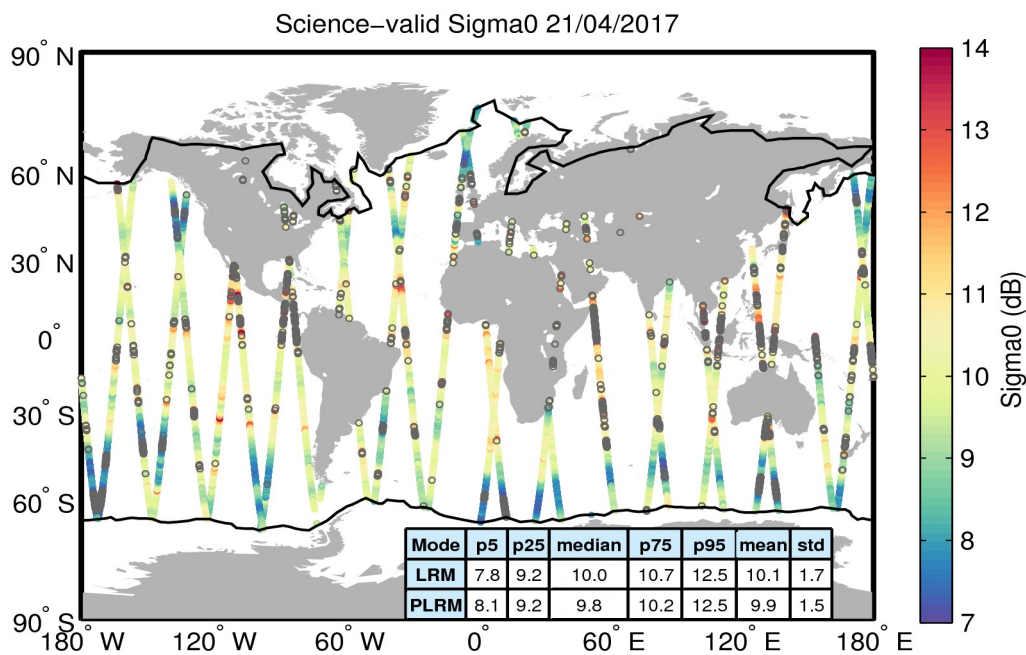 Science−valid Sigma0 21/04/2017
90° N
60° N
30° N
0°
30° S
60° S
90° S
180° W
120° W
60° W
0°
60° E
120° E
180° E
14
13
12
11
10
9
8
7
Sigma0 (dB)
Mode p5 p25 median p75 p95 mean std
LRM 7.8 9.2 10.0 10.7 12.5 10.1 1.7
PLRM 8.1 9.2 9.8 10.2 12.5 9.9 1.5